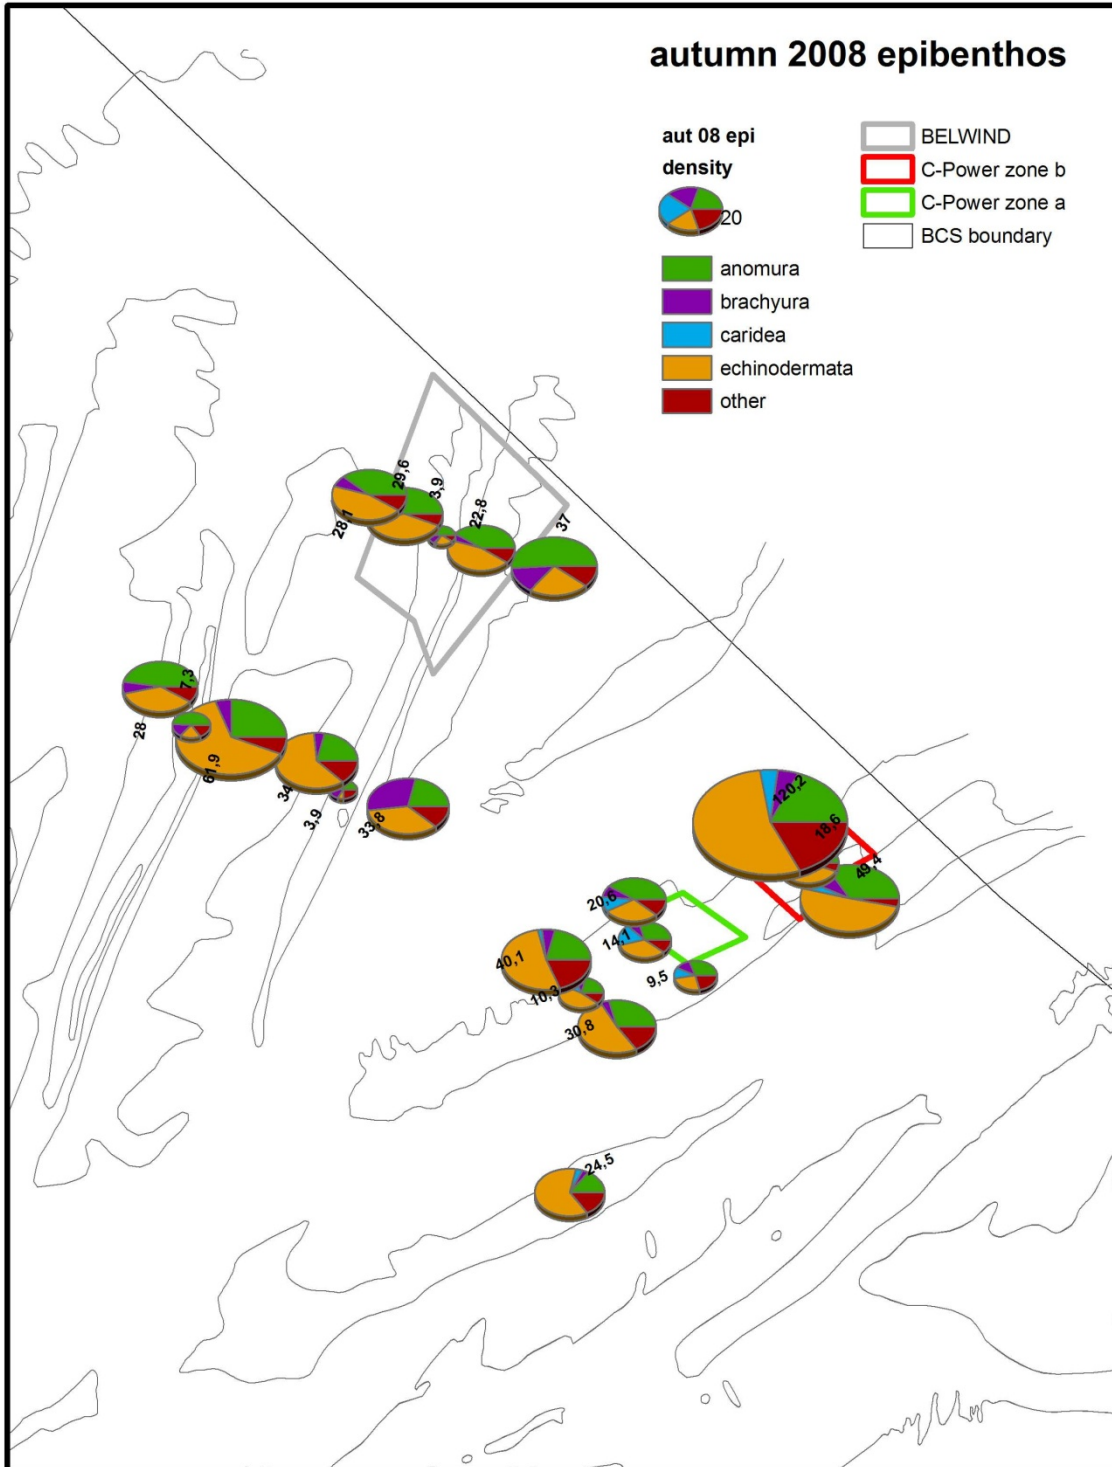 autumn 2008 epibenthos
aut 08 epi
density
20
anomura
brachyura
caridea
echinodermata
other
BELWIND
C-Power zone b
C-Power zone a
BCS boundary
29,6
3,9
22,8
37
28,1
7,3
28
61,9
34
3,9
33,8
120,2
18,6
49,4
20,6
14,1
40,1
9,5
10,3
30,8
24,5